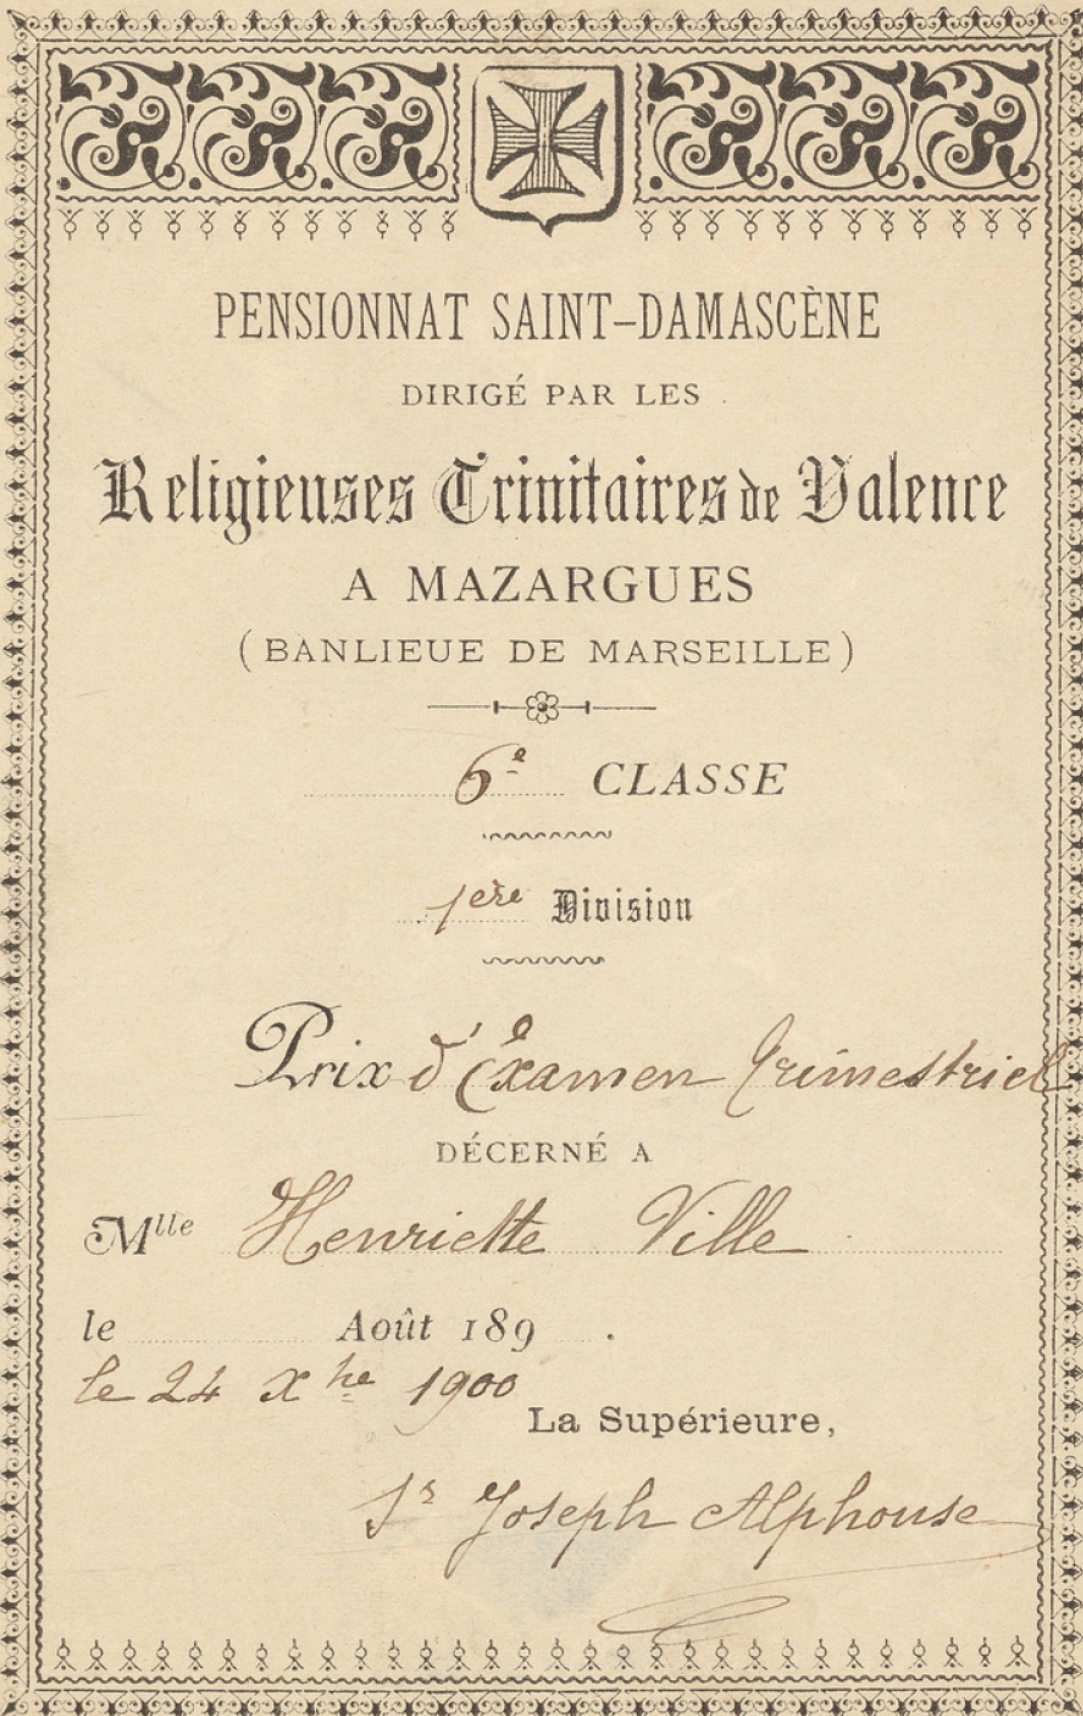 PENSIONNAT SAINT-DAMASCÈNE
DIRIGÉ PAR LES
Religieuses Trinitaires de Valence
A MAZARGUES
(BANLIEUE DE MARSEILLE)
6e CLASSE
1ère Division
Prix d'Examen Trimestriel
DÉCERNÉ A
Mlle Henriette Ville
le Août 189 .
le 24 Xbre 1900
La Supérieure,
Sr Joseph Alphonse